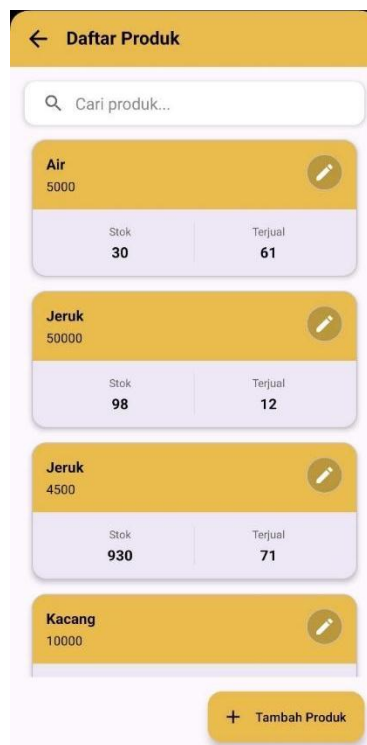 Daftar Produk
Cari produk...
Air
5000
Stok Terjual
30 61
Jeruk
50000
Stok Terjual
98 12
Jeruk
4500
Stok Terjual
930 71
Kacang
10000
+ Tambah Produk